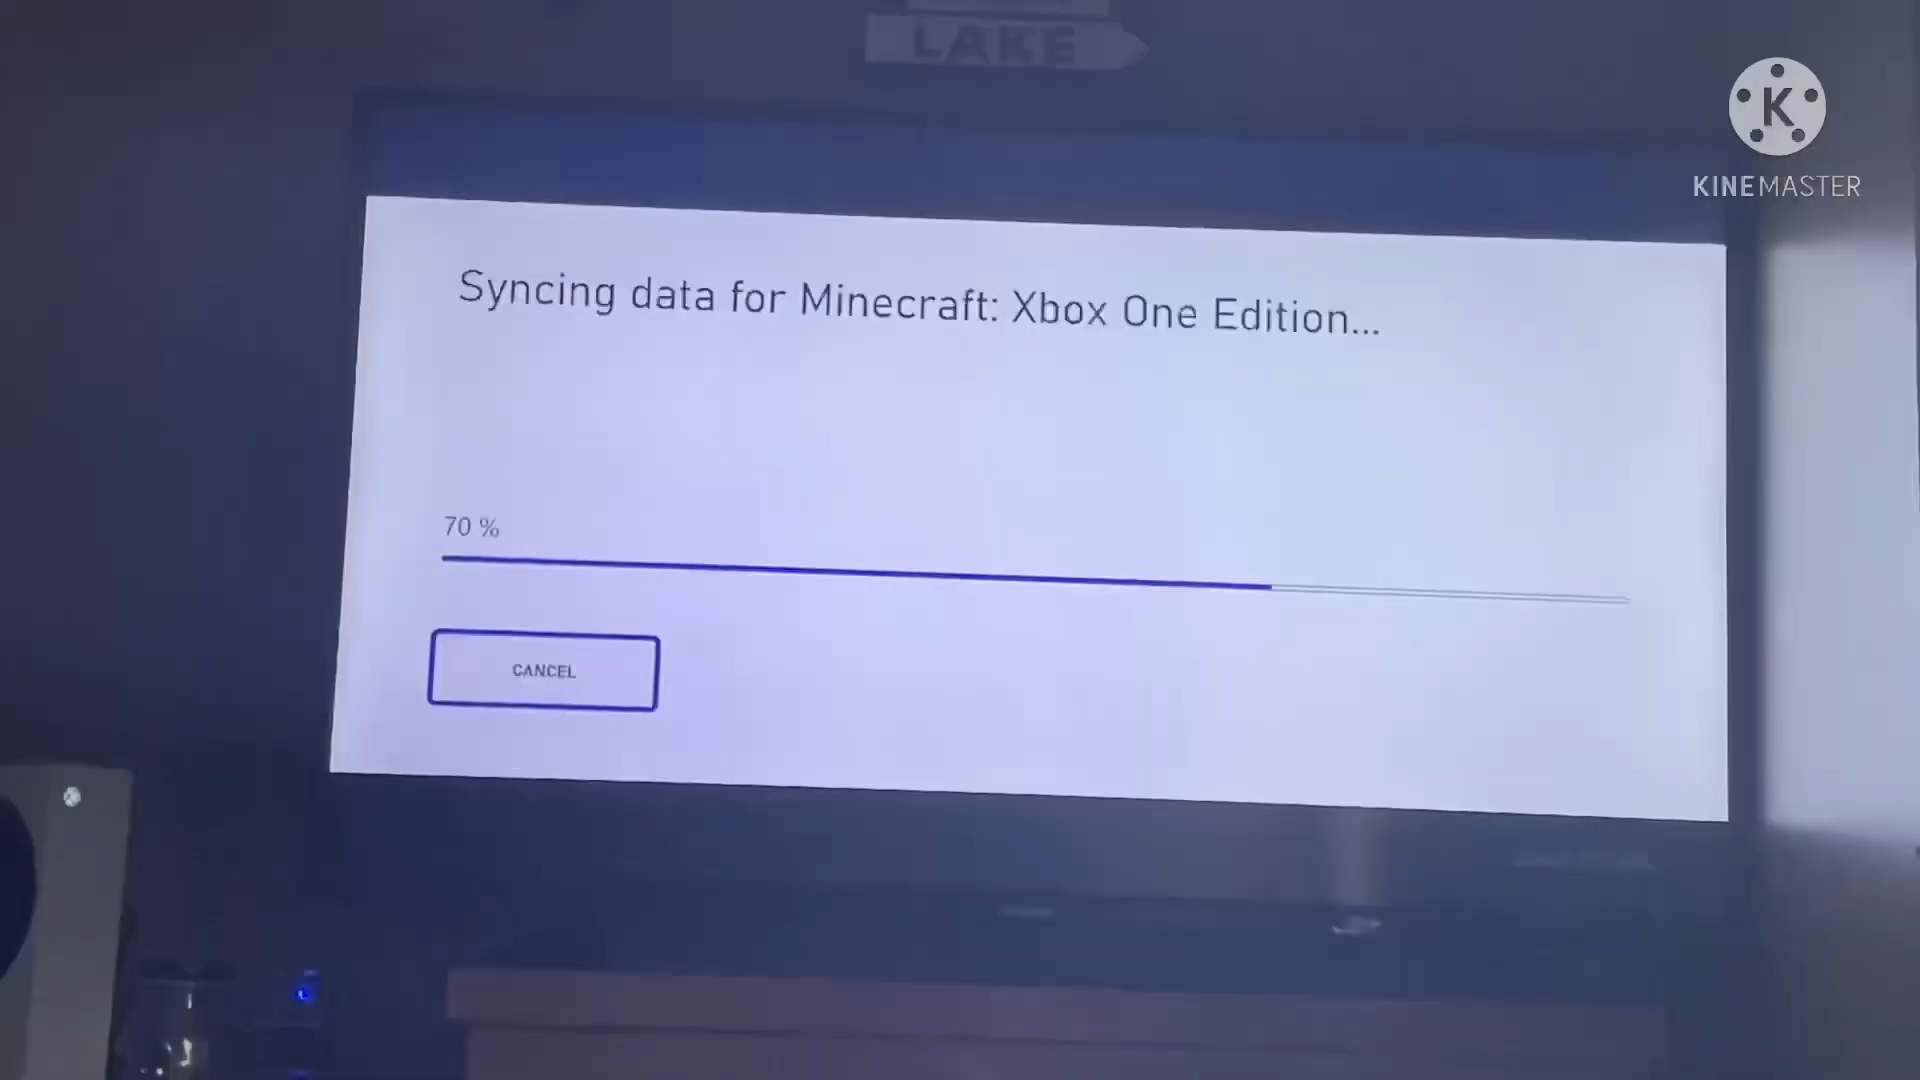 LAKE
K
KINEMASTER
Syncing data for Minecraft: Xbox One Edition...
70 %
CANCEL